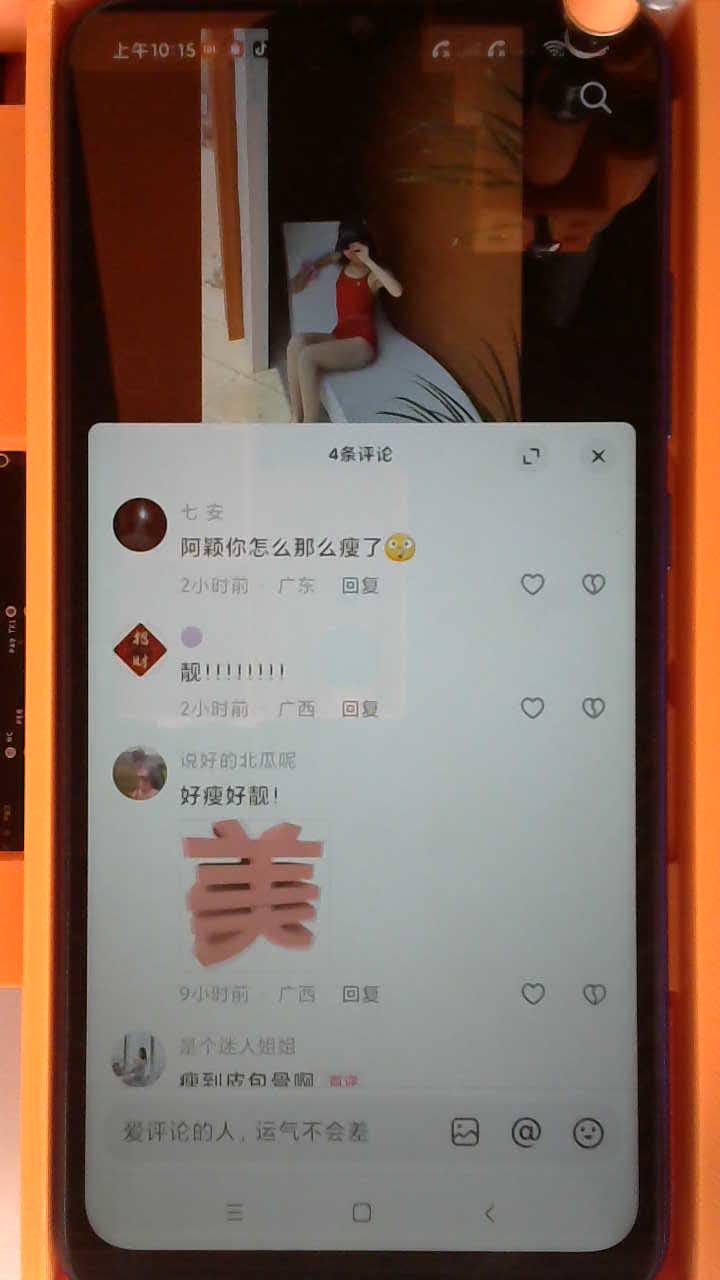 上午10:15
4条评论
七 安
阿颖你怎么那么瘦了
2小时前 · 广东 回复
招财
靓!!!!!!!!
2小时前 · 广西 回复
说好的北瓜呢
好瘦好靓!
美
9小时前 · 广西 回复
是个迷人姐姐
瘦到皮包骨啊 首评
爱评论的人，运气不会差